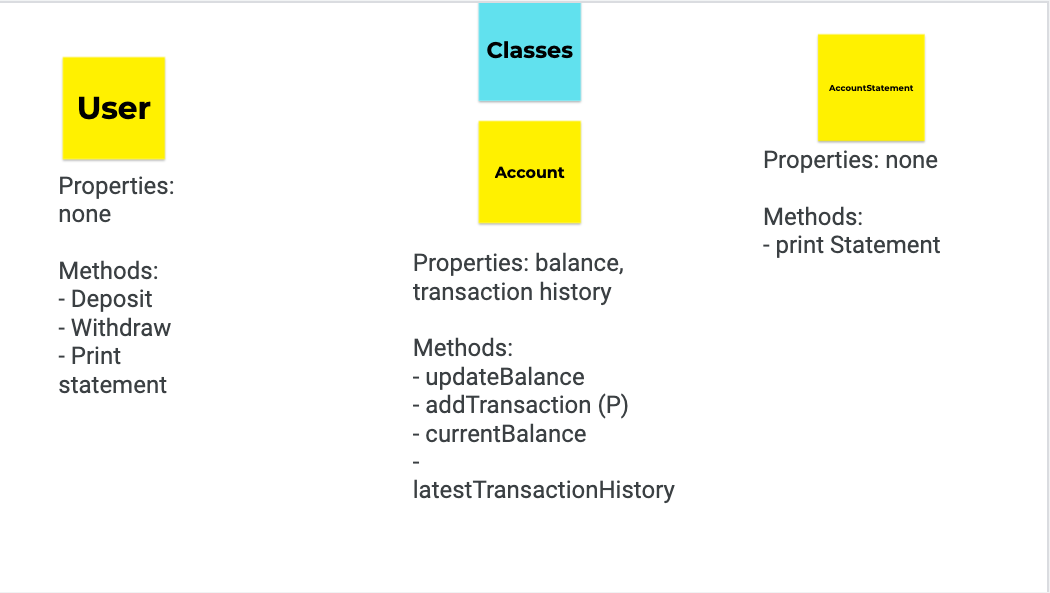 Classes
User
Properties:
none
Methods:
- Deposit
- Withdraw
- Print
statement
Account
Properties: balance,
transaction history
Methods:
- updateBalance
- addTransaction (P)
- currentBalance
-
latestTransactionHistory
AccountStatement
Properties: none
Methods:
- print Statement